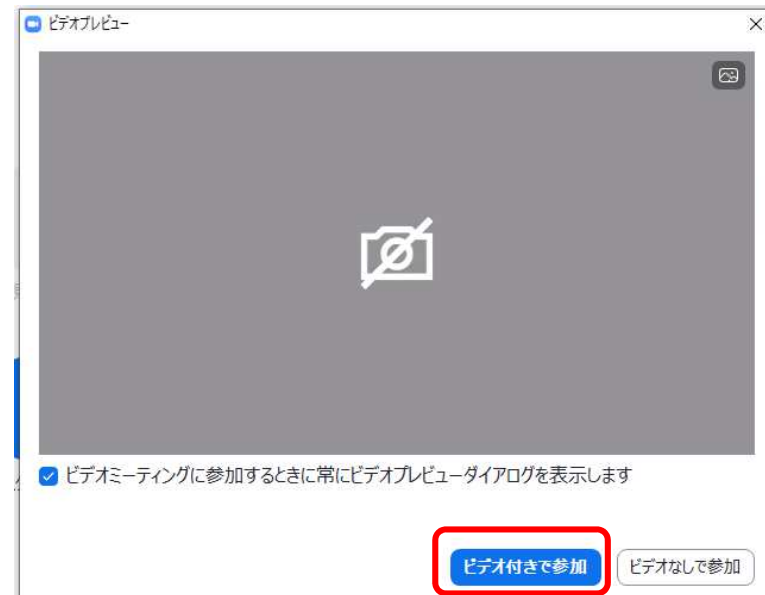 ビデオプレビュー
ビデオミーティングに参加するときに常にビデオプレビューダイアログを表示します
ビデオ付きで参加
ビデオなしで参加